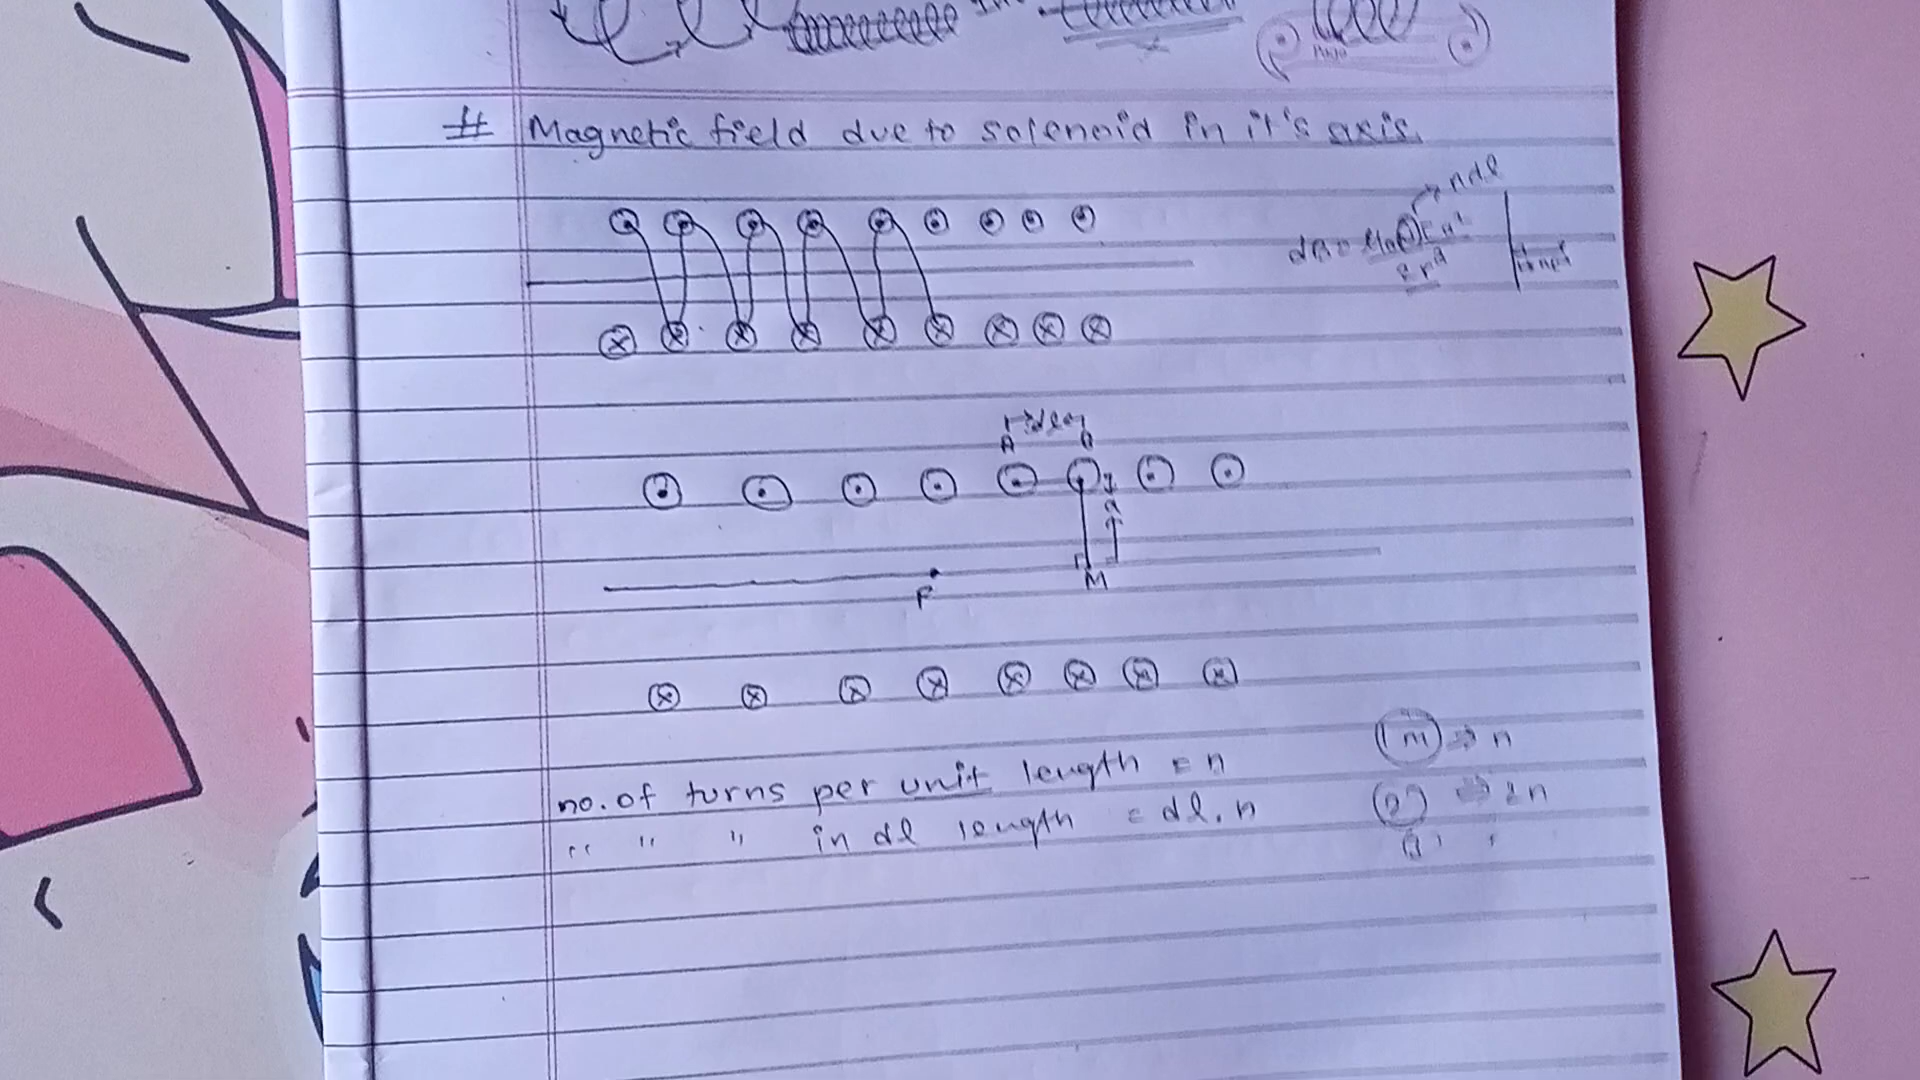 # Magnetic field due to solenoid in it's axis.
ndl
A
a
P
M
no. of turns per unit length = n
" " " in dl length = dl.n
1m ⇒ n
2 ⇒ 2n